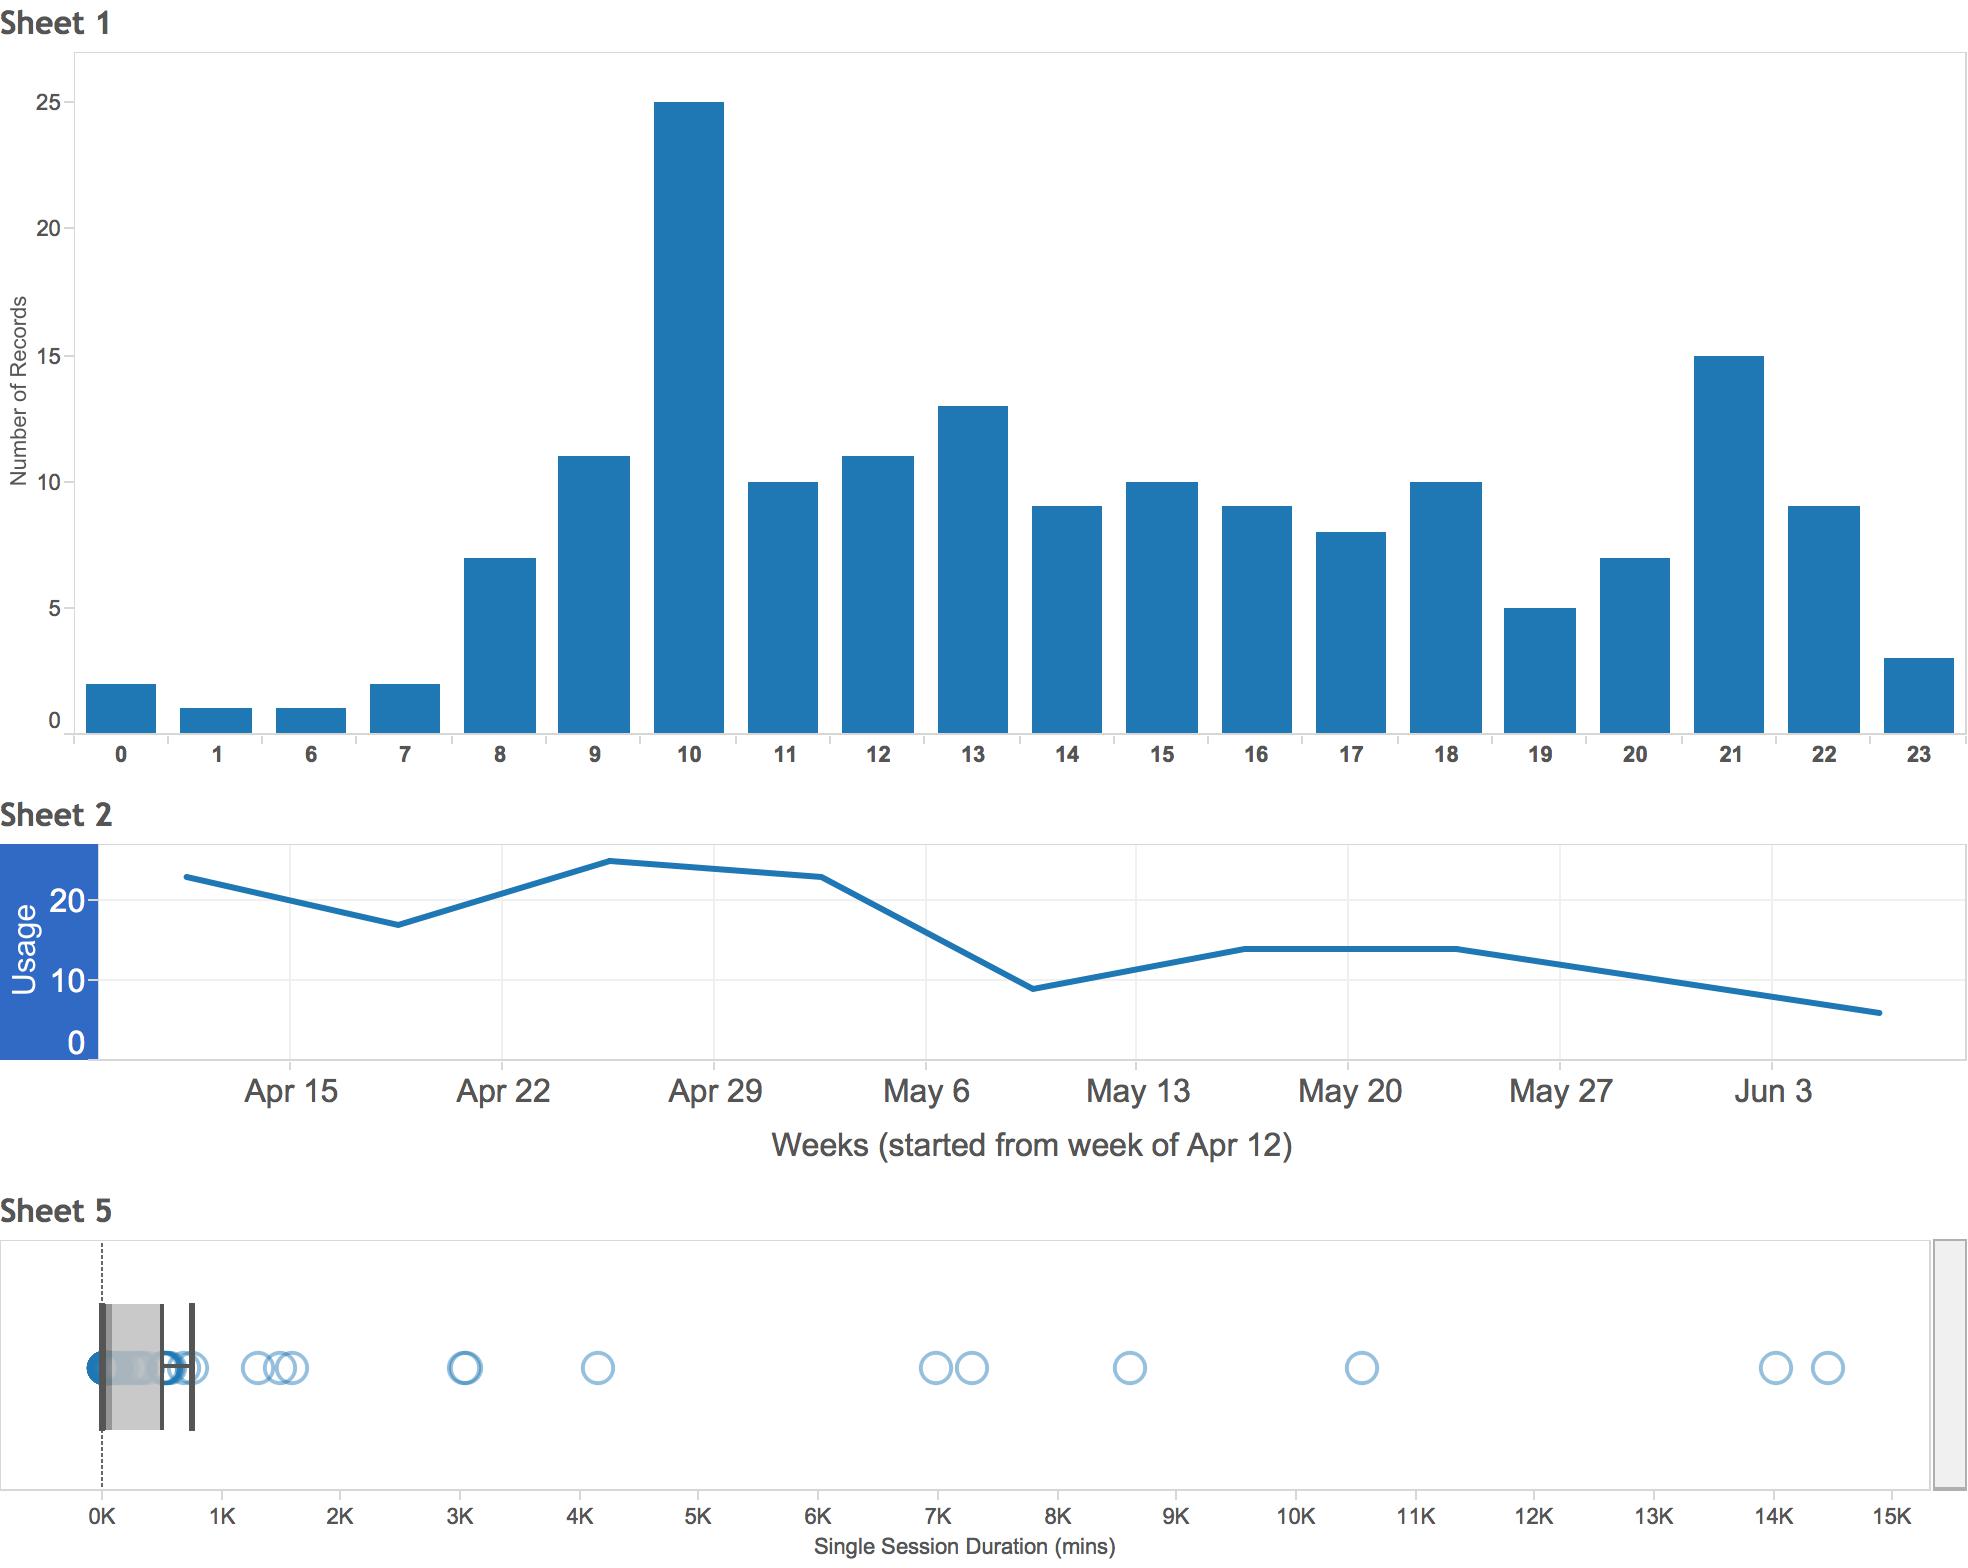 Sheet 1
Number of Records
25
20
15
10
5
0
0 1 6 7 8 9 10 11 12 13 14 15 16 17 18 19 20 21 22 23
Sheet 2
Usage
20
10
0
Apr 15 Apr 22 Apr 29 May 6 May 13 May 20 May 27 Jun 3
Weeks (started from week of Apr 12)
Sheet 5
0K 1K 2K 3K 4K 5K 6K 7K 8K 9K 10K 11K 12K 13K 14K 15K
Single Session Duration (mins)